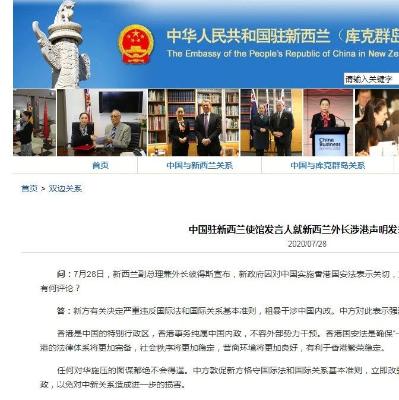 中华人民共和国驻新西兰（库克群岛
The Embassy of the People's Republic of China in New Zea
请输入关键字
China
Business
首页 中国与新西兰关系 中国与库克群岛关系
首页 > 双边关系
中国驻新西兰使馆发言人就新西兰外长涉港声明发
2020/07/28
问：7月28日，新西兰副总理兼外长彼得斯宣布，新政府因对中国实施香港国安法表示关切，
有何评论？
答：新方有关决定严重违反国际法和国际关系基本准则，粗暴干涉中国内政。中方对此表示强
香港是中国的特别行政区，香港事务纯属中国内政，不容外部势力干预。香港国安法是确保"一
港的法律体系将更加完备，社会秩序将更加稳定，营商环境将更加良好，有利于香港繁荣稳定。
任何对华施压的图谋都绝不会得逞。中方敦促新方恪守国际法和国际关系基本准则，立即改
政，以免对中新关系造成进一步的损害。